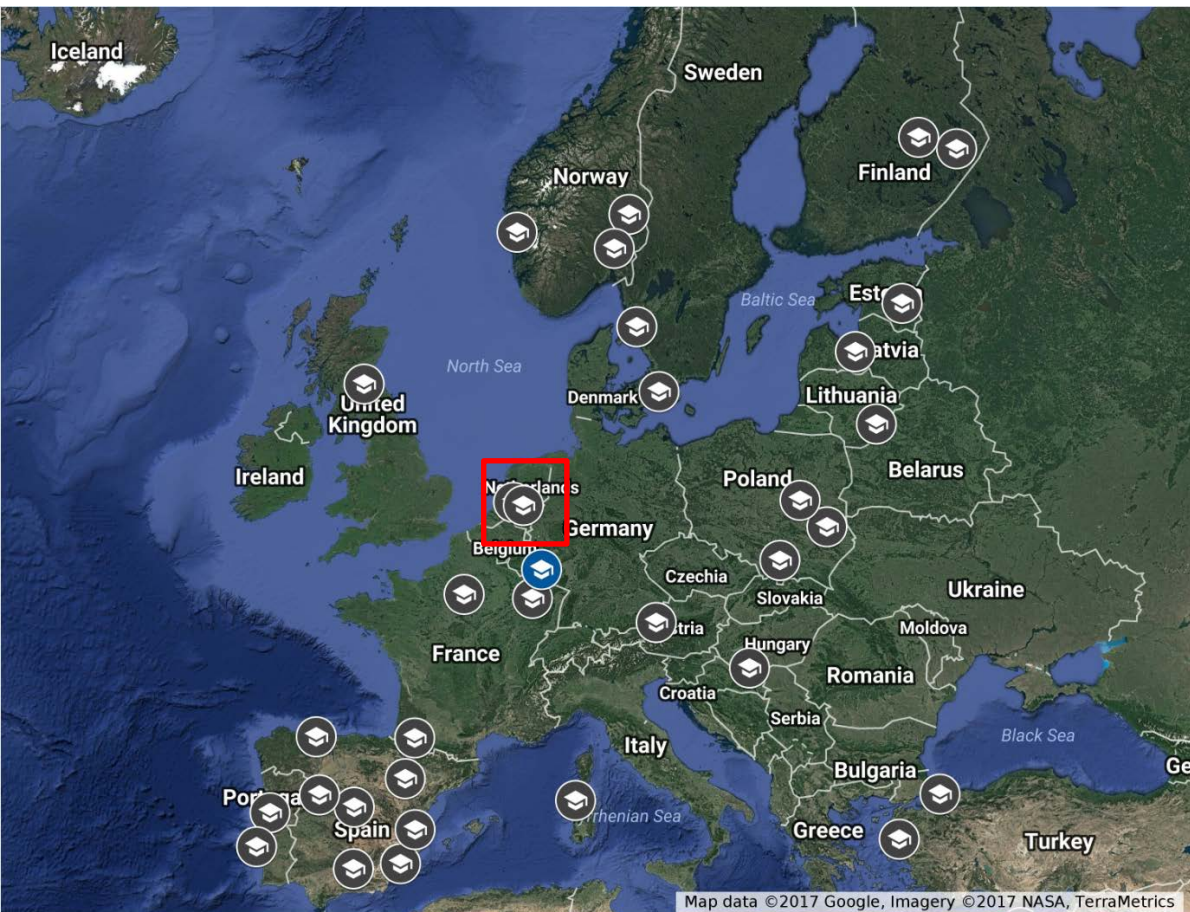 Iceland
Sweden
Finland
Norway
Baltic Sea
North Sea
Denmark
Lithuania
United
Kingdom
Ireland
Belarus
Poland
Germany
Czechia
Ukraine
Slovakia
Moldova
Hungary
France
Romania
Croatia
Serbia
Italy
Black Sea
Bulgaria
Spain
Greece
Turkey
Map data ©2017 Google, Imagery ©2017 NASA, TerraMetrics